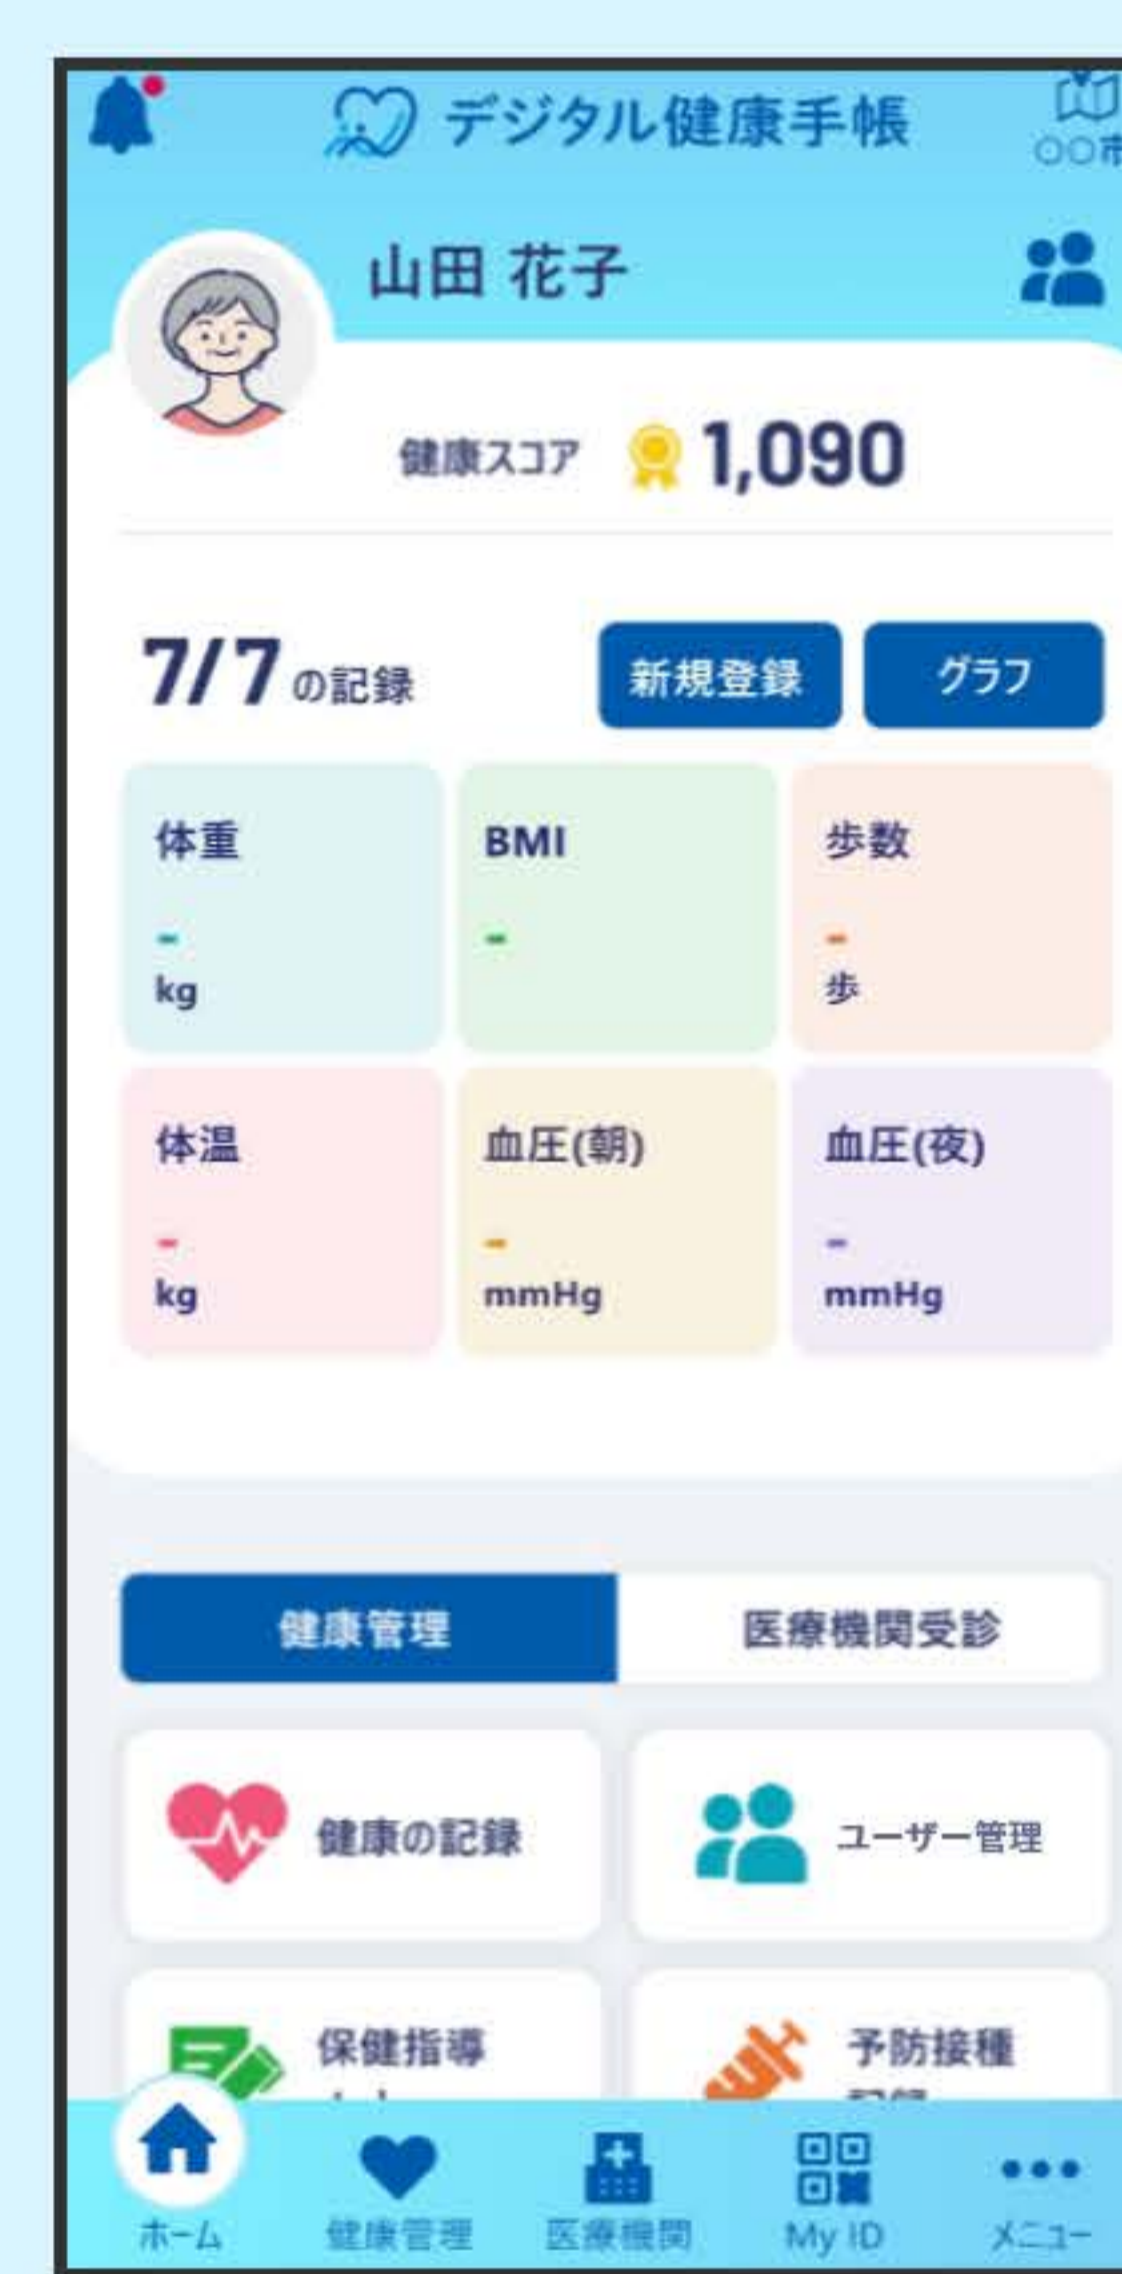 デジタル健康手帳
○○市
山田 花子
健康スコア 1,090
7/7の記録 新規登録 グラフ
体重 BMI 歩数
- - -
kg 歩
体温 血圧(朝) 血圧(夜)
- - -
kg mmHg mmHg
健康管理 医療機関受診
健康の記録 ユーザー管理
保健指導 予防接種
ホーム 健康管理 医療機関 My ID メニュー